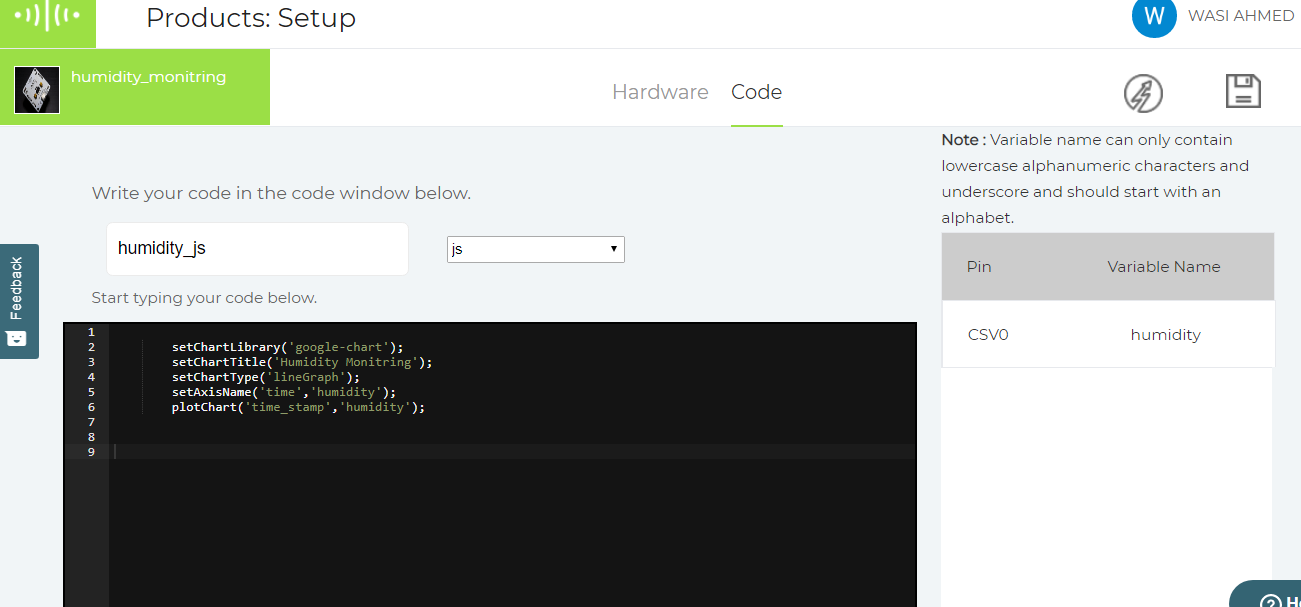 Products: Setup
W
WASI AHMED
humidity_monitring
Hardware
Code
Note : Variable name can only contain
lowercase alphanumeric characters and
underscore and should start with an
alphabet.
Write your code in the code window below.
humidity_js
js
Start typing your code below.
Feedback
1
2 setChartLibrary('google-chart');
3 setChartTitle('Humidity Monitring');
4 setChartType('lineGraph');
5 setAxisName('time','humidity');
6 plotChart('time_stamp','humidity');
7
8
9
Pin Variable Name
CSV0 humidity